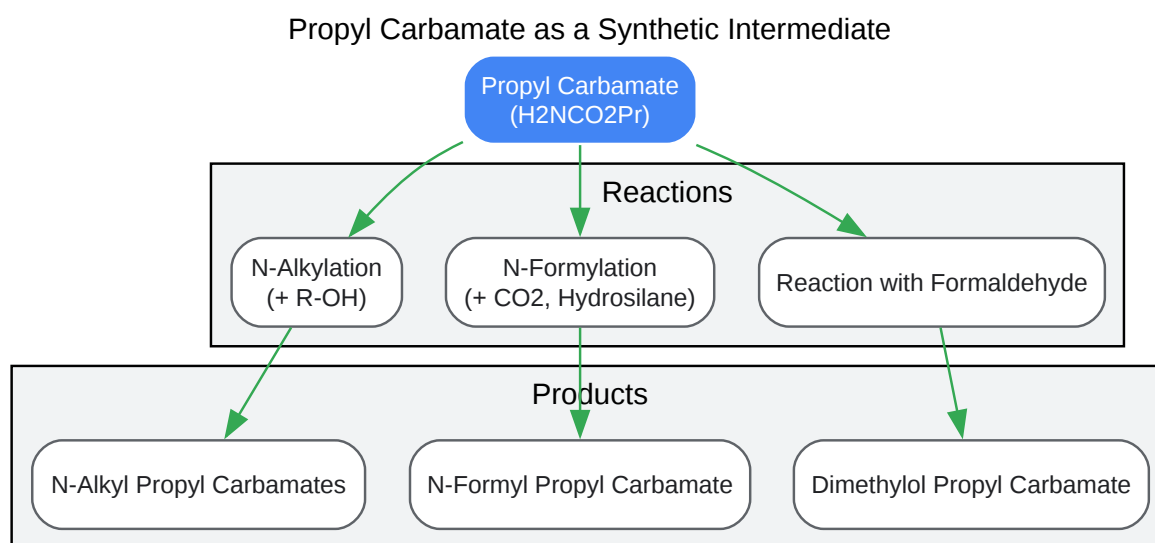 Propyl Carbamate as a Synthetic Intermediate
Propyl Carbamate
(H2NCO2Pr)
Reactions
N-Alkylation
(+ R-OH)
N-Formylation
(+ CO2, Hydrosilane)
Reaction with Formaldehyde
Products
N-Alkyl Propyl Carbamates
N-Formyl Propyl Carbamate
Dimethylol Propyl Carbamate